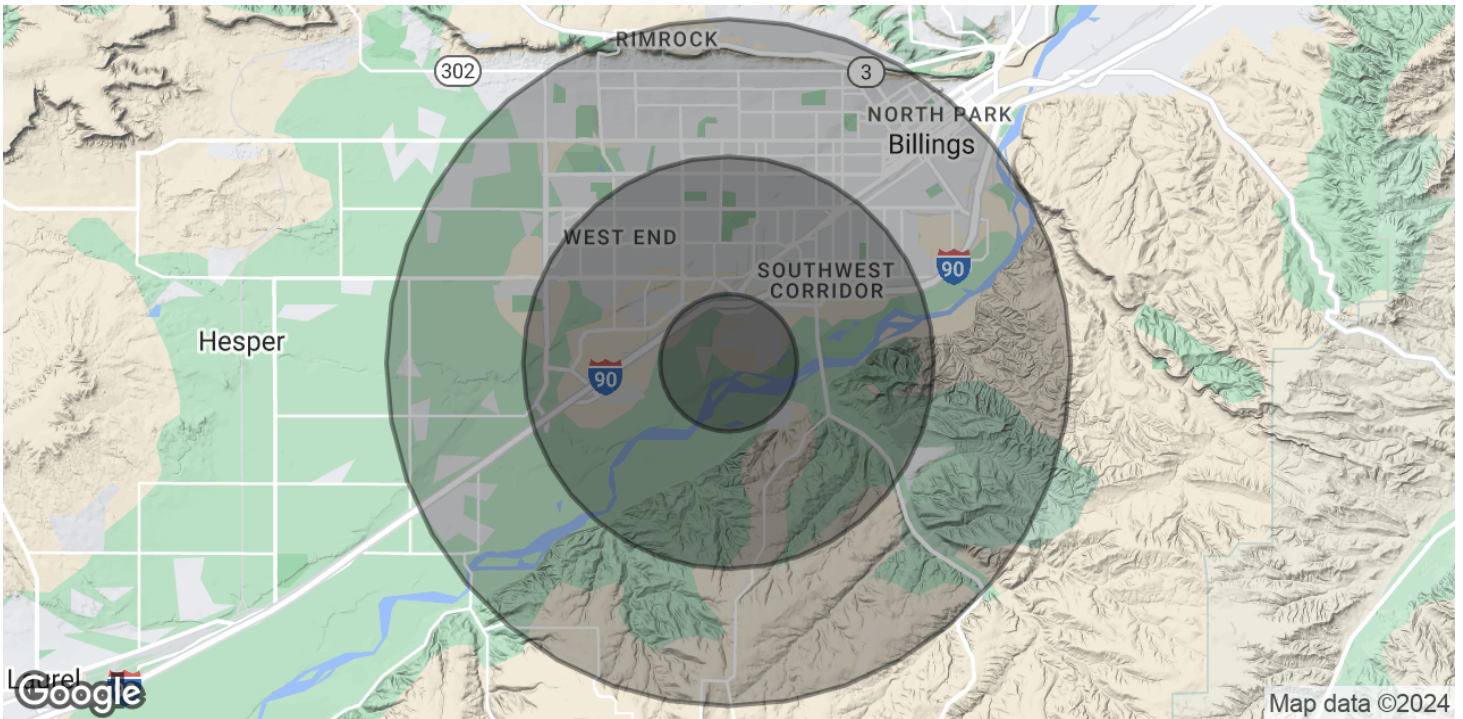 RIMROCK
302
3
NORTH PARK
Billings
WEST END
SOUTHWEST
CORRIDOR
90
Hesper
90
Laurel
Google
Map data ©2024